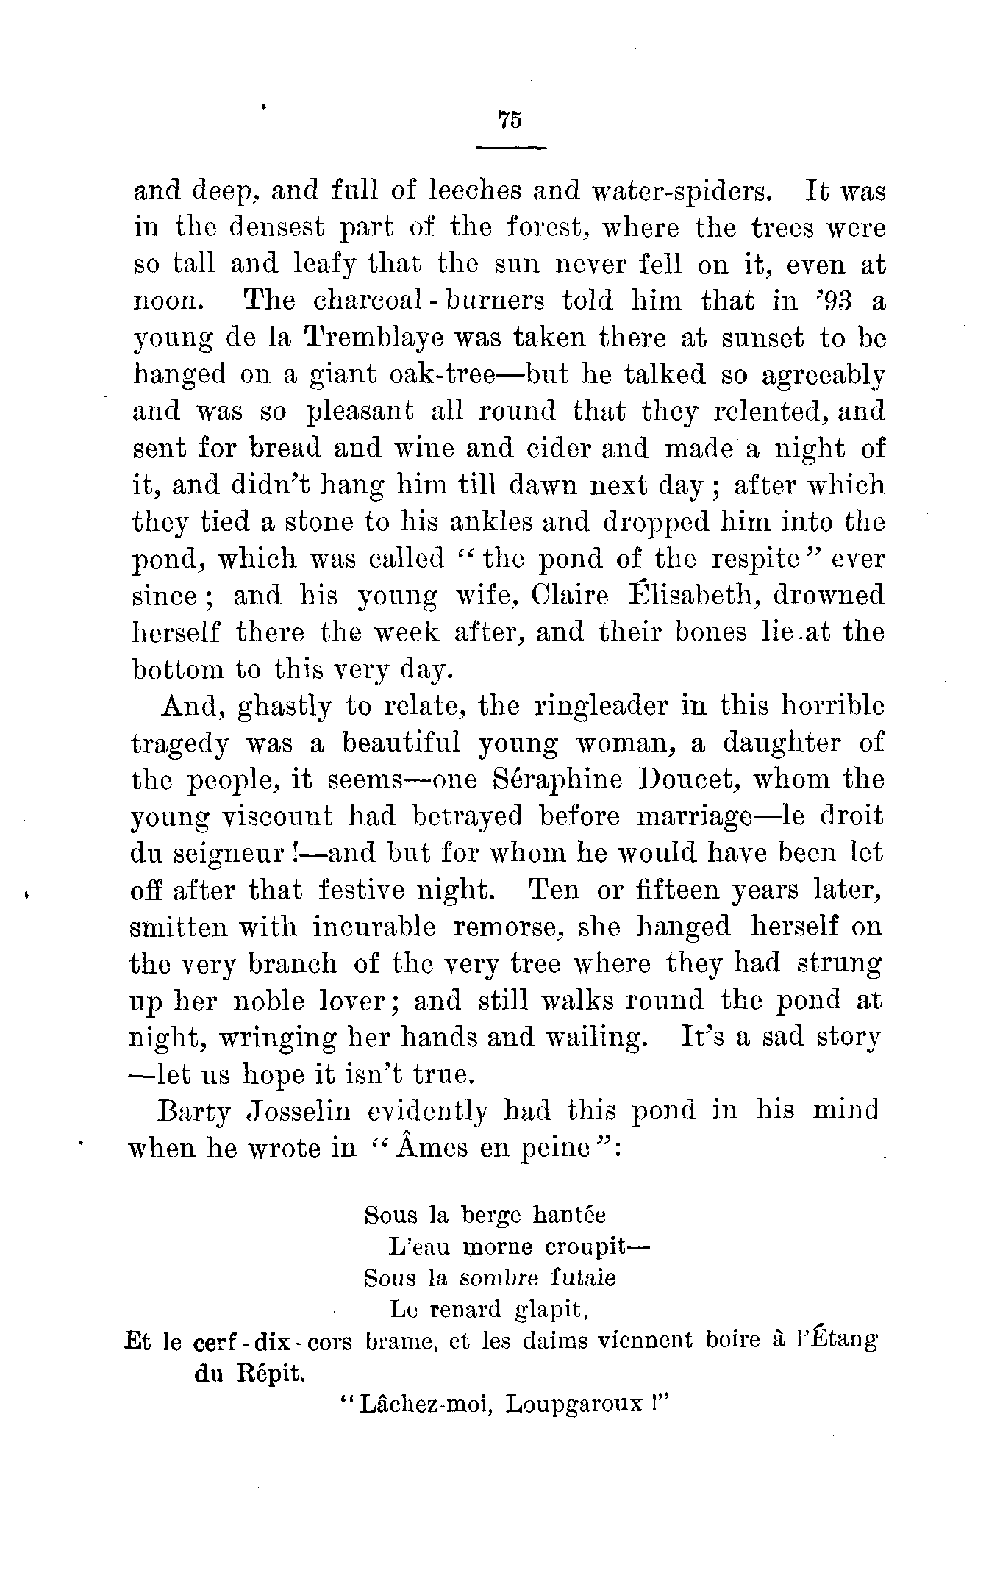 75
and deep, and full of leeches and water-spiders. It was
in the densest part of the forest, where the trees were
so tall and leafy that the sun never fell on it, even at
noon. The charcoal-burners told him that in '93 a
young de la Tremblaye was taken there at sunset to be
hanged on a giant oak-tree—but he talked so agreeably
and was so pleasant all round that they relented, and
sent for bread and wine and cider and made a night of
it, and didn't hang him till dawn next day; after which
they tied a stone to his ankles and dropped him into the
pond, which was called "the pond of the respite" ever
since; and his young wife, Claire Élisabeth, drowned
herself there the week after, and their bones lie at the
bottom to this very day.
And, ghastly to relate, the ringleader in this horrible
tragedy was a beautiful young woman, a daughter of
the people, it seems—one Séraphine Doucet, whom the
young viscount had betrayed before marriage—le droit
du seigneur!—and but for whom he would have been let
off after that festive night. Ten or fifteen years later,
smitten with incurable remorse, she hanged herself on
the very branch of the very tree where they had strung
up her noble lover; and still walks round the pond at
night, wringing her hands and wailing. It's a sad story
—let us hope it isn't true.
Barty Josselin evidently had this pond in his mind
when he wrote in "Âmes en peine":
Sous la berge hantée
L'eau morne croupit—
Sous la sombre futaie
Le renard glapit,
Et le cerf-dix-cors brame, et les daims viennent boire à l'Étang
du Répit.
"Lâchez-moi, Loupgaroux!"